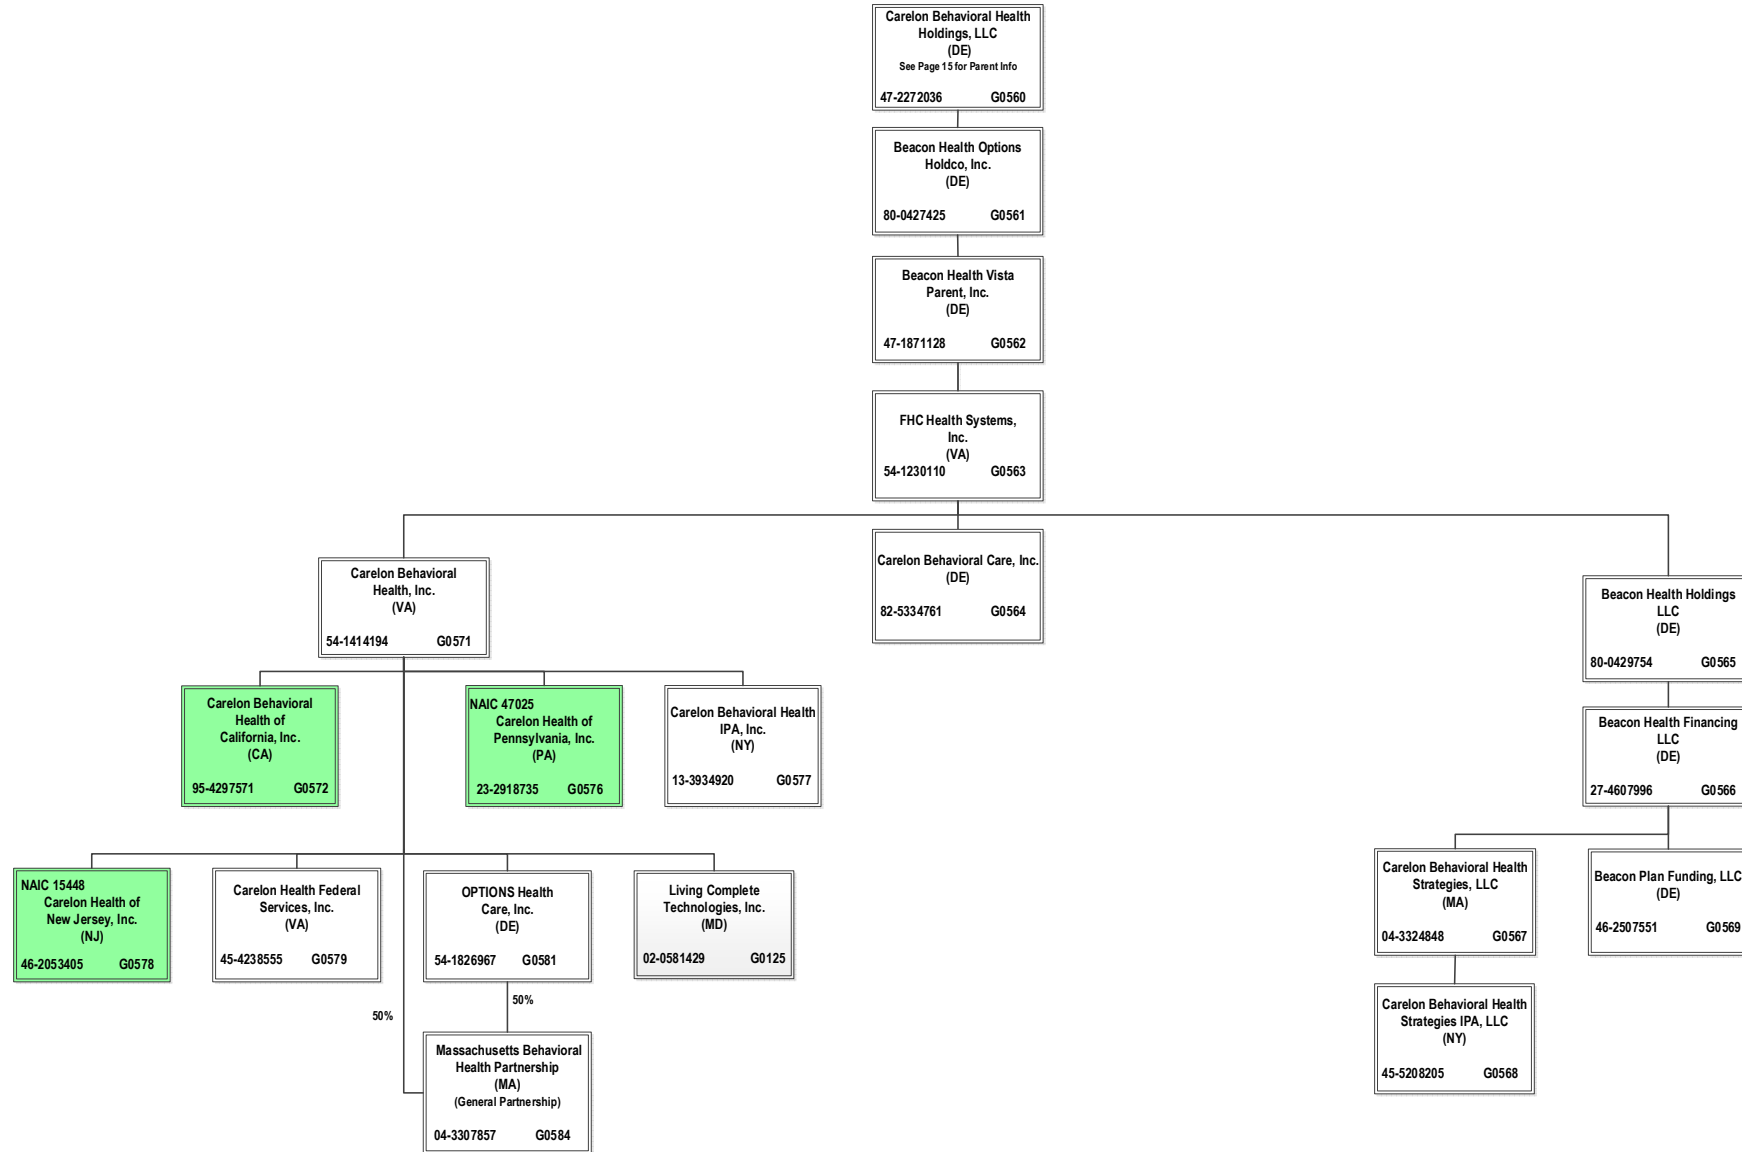 Carelon Behavioral Health
Holdings, LLC
(DE)
See Page 15 for Parent Info
47-2272036 G0560
Beacon Health Options
Holdco, Inc.
(DE)
80-0427425 G0561
Beacon Health Vista
Parent, Inc.
(DE)
47-1871128 G0562
FHC Health Systems,
Inc.
(VA)
54-1230110 G0563
Carelon Behavioral
Health, Inc.
(VA)
54-1414194 G0571
Carelon Behavioral Care, Inc.
(DE)
82-5334761 G0564
Beacon Health Holdings
LLC
(DE)
80-0429754 G0565
Carelon Behavioral
Health of
California, Inc.
(CA)
95-4297571 G0572
NAIC 47025
Carelon Health of
Pennsylvania, Inc.
(PA)
23-2918735 G0576
Carelon Behavioral Health
IPA, Inc.
(NY)
13-3934920 G0577
Beacon Health Financing
LLC
(DE)
27-4607996 G0566
NAIC 15448
Carelon Health of
New Jersey, Inc.
(NJ)
46-2053405 G0578
Carelon Health Federal
Services, Inc.
(VA)
45-4238555 G0579
OPTIONS Health
Care, Inc.
(DE)
54-1826967 G0581
Living Complete
Technologies, Inc.
(MD)
02-0581429 G0125
Carelon Behavioral Health
Strategies, LLC
(MA)
04-3324848 G0567
Beacon Plan Funding, LLC
(DE)
46-2507551 G0569
50%
50%
Massachusetts Behavioral
Health Partnership
(MA)
(General Partnership)
04-3307857 G0584
Carelon Behavioral Health
Strategies IPA, LLC
(NY)
45-5208205 G0568